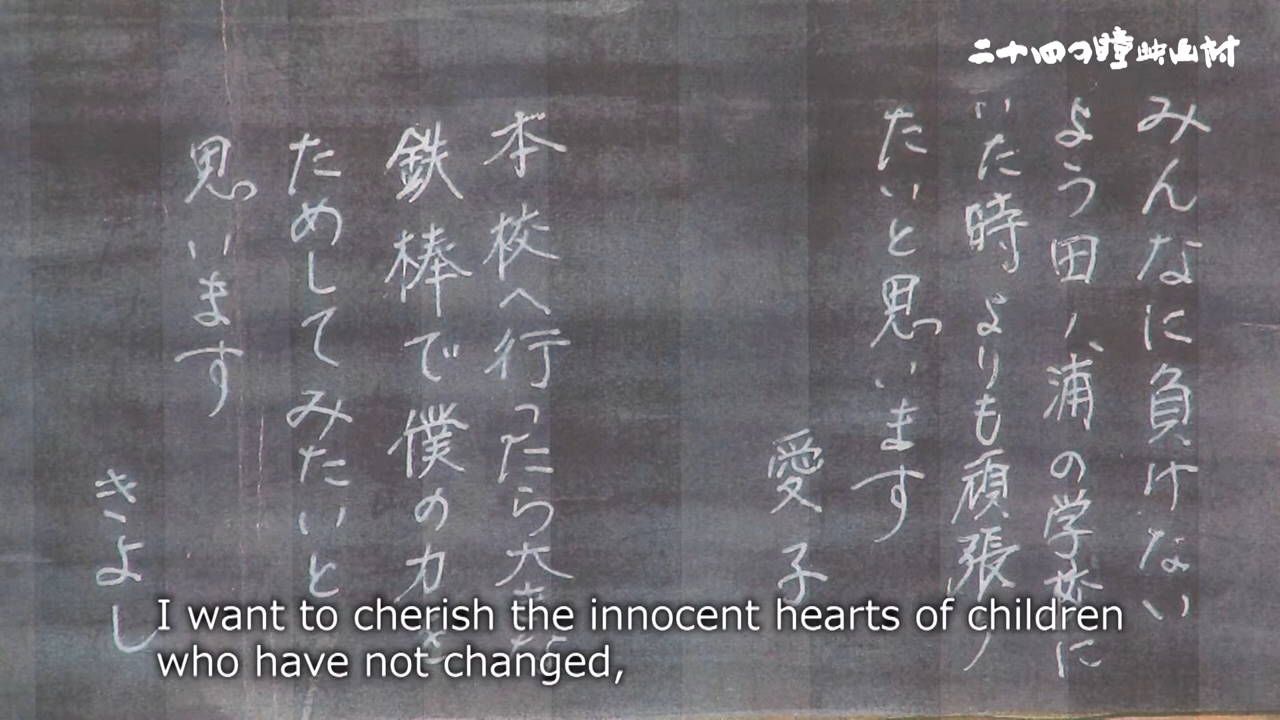 二十四の瞳映画村
みんなに負けない
よう田ノ浦の学校に
いた時よりも頑張り
たいと思います
愛子
本校へ行ったら大きな
鉄棒で僕の力を
ためしてみたいと
思います
きよし
I want to cherish the innocent hearts of children
who have not changed,